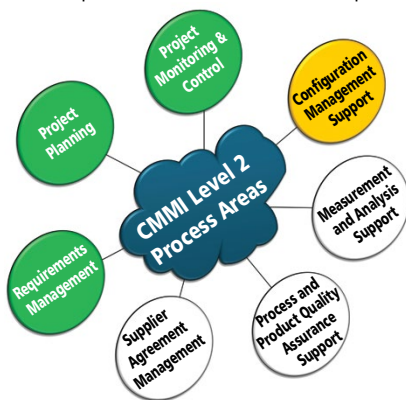 Project
Monitoring &
Control
Configuration
Management
Support
Project
Planning
CMMI Level 2
Process Areas
Measurement
and Analysis
Support
Requirements
Management
Process and
Product Quality
Assurance
Support
Supplier
Agreement
Management